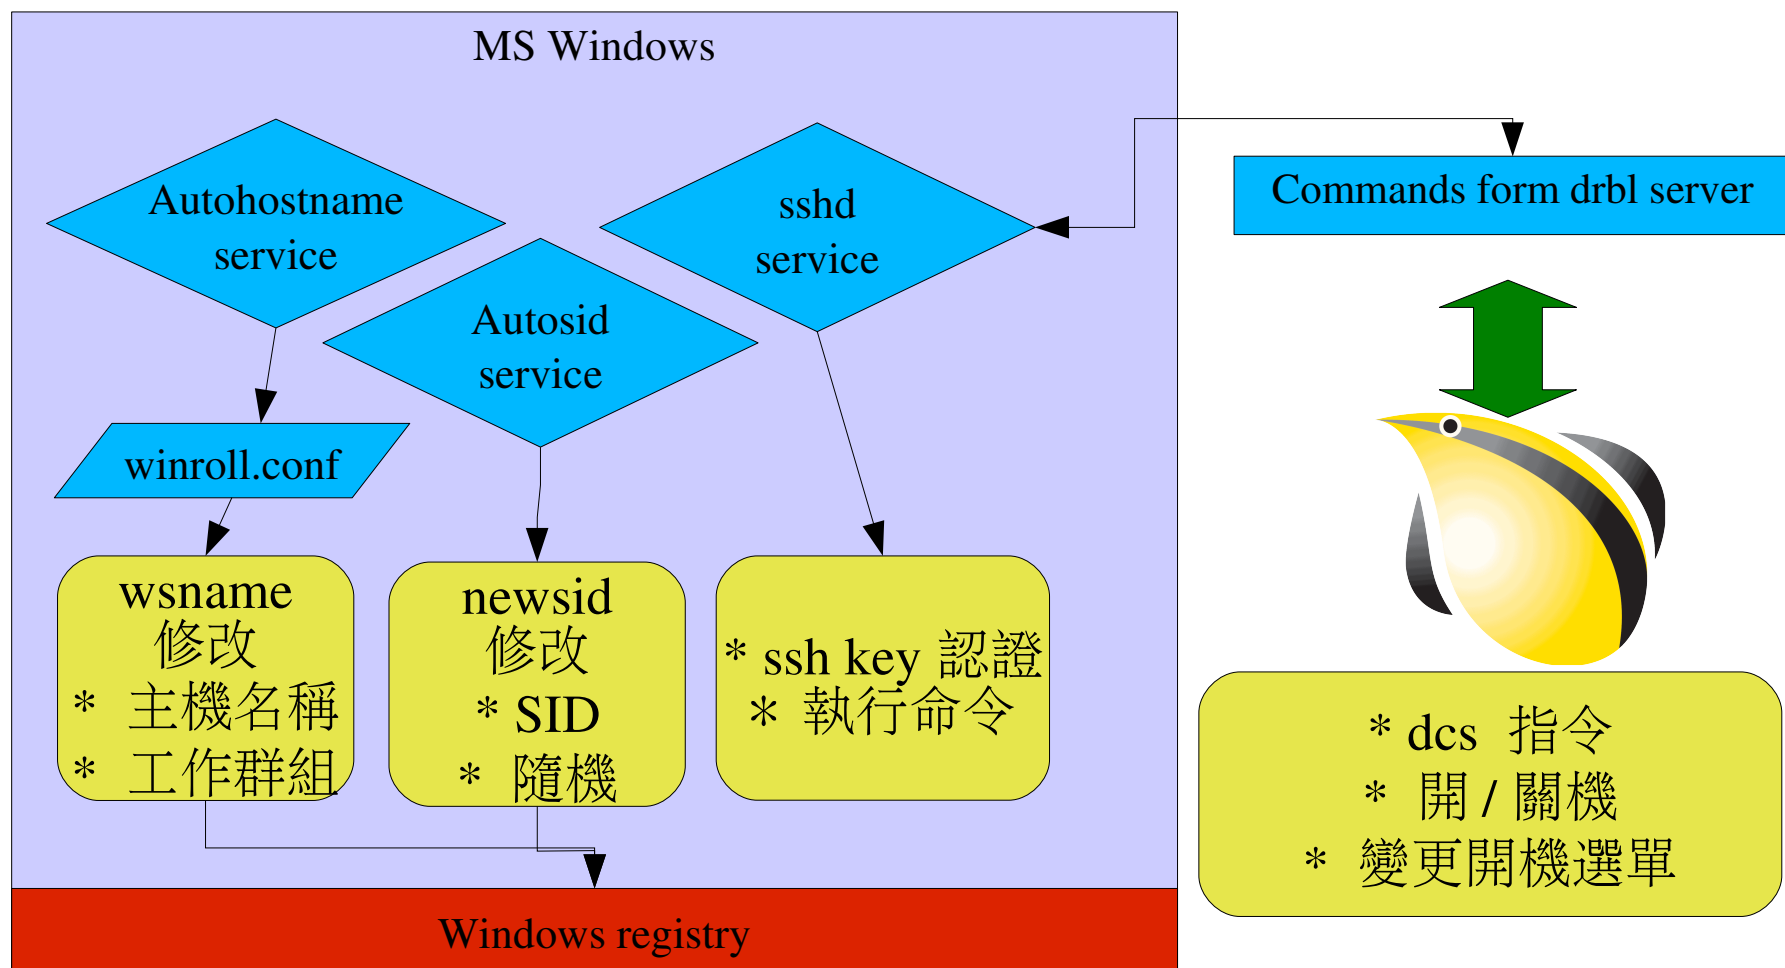 MS Windows
Autohostname
service
sshd
service
Commands form drbl server
Autosid
service
winroll.conf
wsname
修改
* 主機名稱
* 工作群組
newsid
修改
* SID
* 隨機
* ssh key 認證
* 執行命令
* dcs 指令
* 開 / 關機
* 變更開機選單
Windows registry